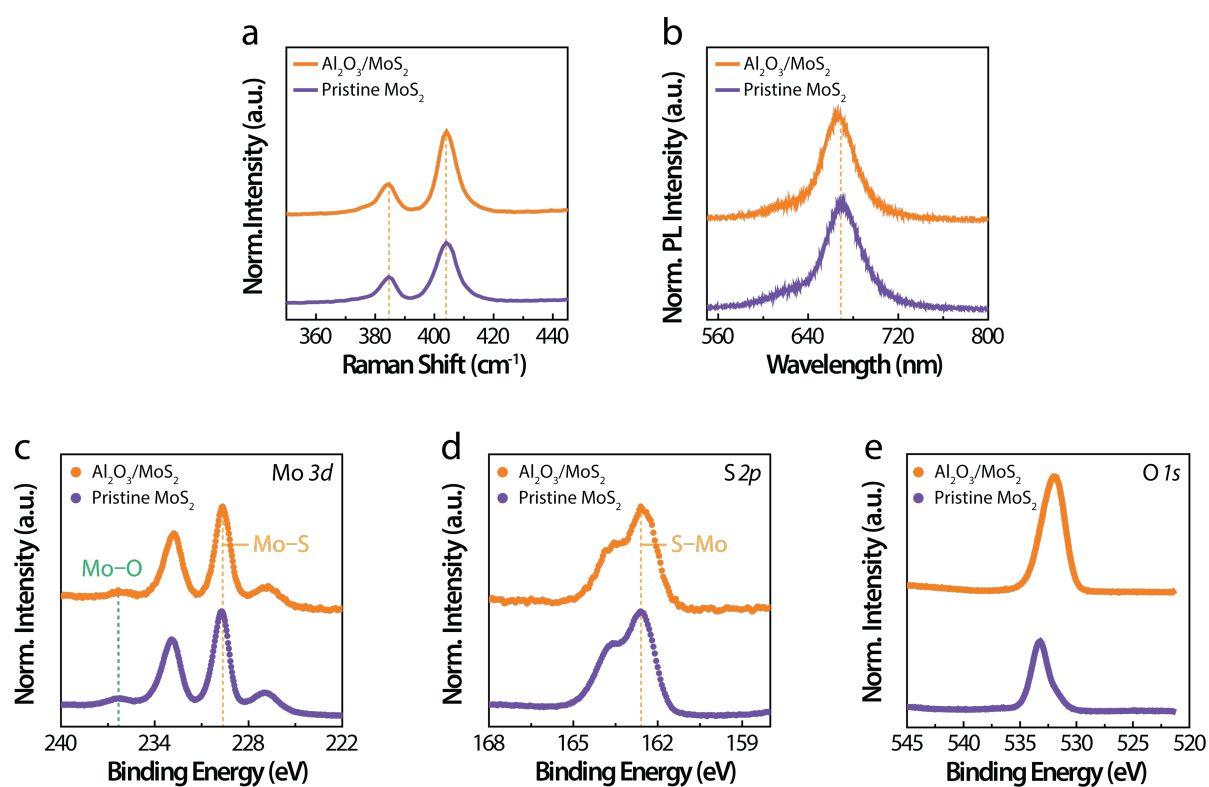 a
Al₂O₃/MoS₂
Pristine MoS₂
Norm.Intensity (a.u.)
360 380 400 420 440
Raman Shift (cm⁻¹)
b
Al₂O₃/MoS₂
Pristine MoS₂
Norm. PL Intensity (a.u.)
560 640 720 800
Wavelength (nm)
c
Al₂O₃/MoS₂
Pristine MoS₂
Mo 3d
Mo–S
Mo–O
Norm. Intensity (a.u.)
240 234 228 222
Binding Energy (eV)
d
Al₂O₃/MoS₂
Pristine MoS₂
S 2p
S–Mo
Norm. Intensity (a.u.)
168 165 162 159
Binding Energy (eV)
e
Al₂O₃/MoS₂
Pristine MoS₂
O 1s
Norm. Intensity (a.u.)
545 540 535 530 525 520
Binding Energy (eV)